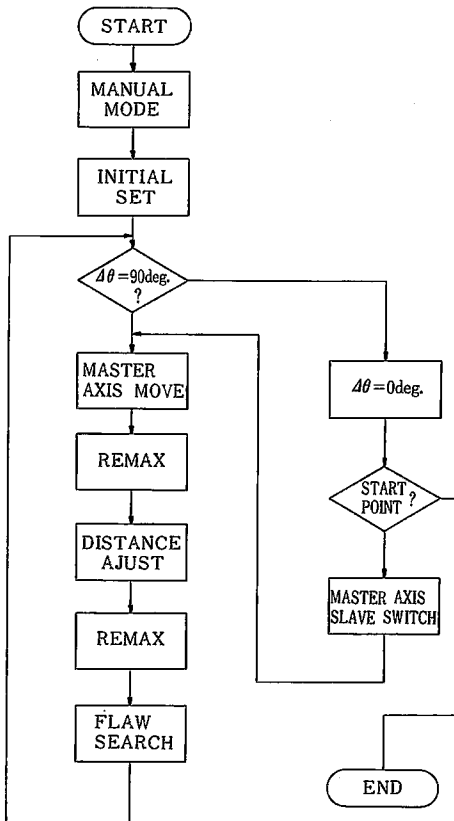 START
MANUAL
MODE
INITIAL
SET
Δθ=90deg.
?
MASTER
AXIS MOVE
REMAX
DISTANCE
AJUST
REMAX
FLAW
SEARCH
Δθ=0deg.
START
POINT ?
MASTER AXIS
SLAVE SWITCH
END